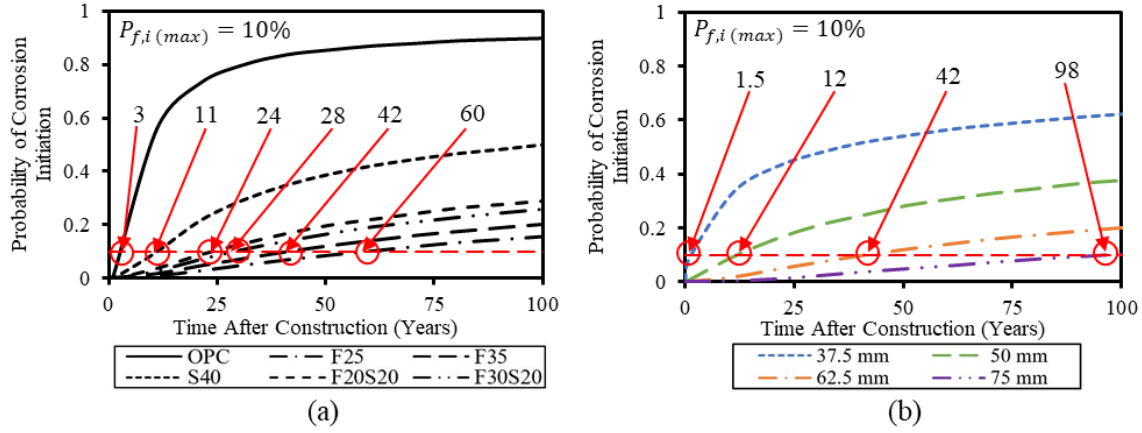 P_{f,i (max)} = 10%
1
0.8
0.6
0.4
0.2
0
3
11
24
28
42
60
Probability of Corrosion
Initiation
0
25
50
75
100
Time After Construction (Years)
OPC
F25
F35
S40
F20S20
F30S20
(a)
P_{f,i (max)} = 10%
1
0.8
0.6
0.4
0.2
0
1.5
12
42
98
Probability of Corrosion
Initiation
0
25
50
75
100
Time After Construction (Years)
37.5 mm
50 mm
62.5 mm
75 mm
(b)